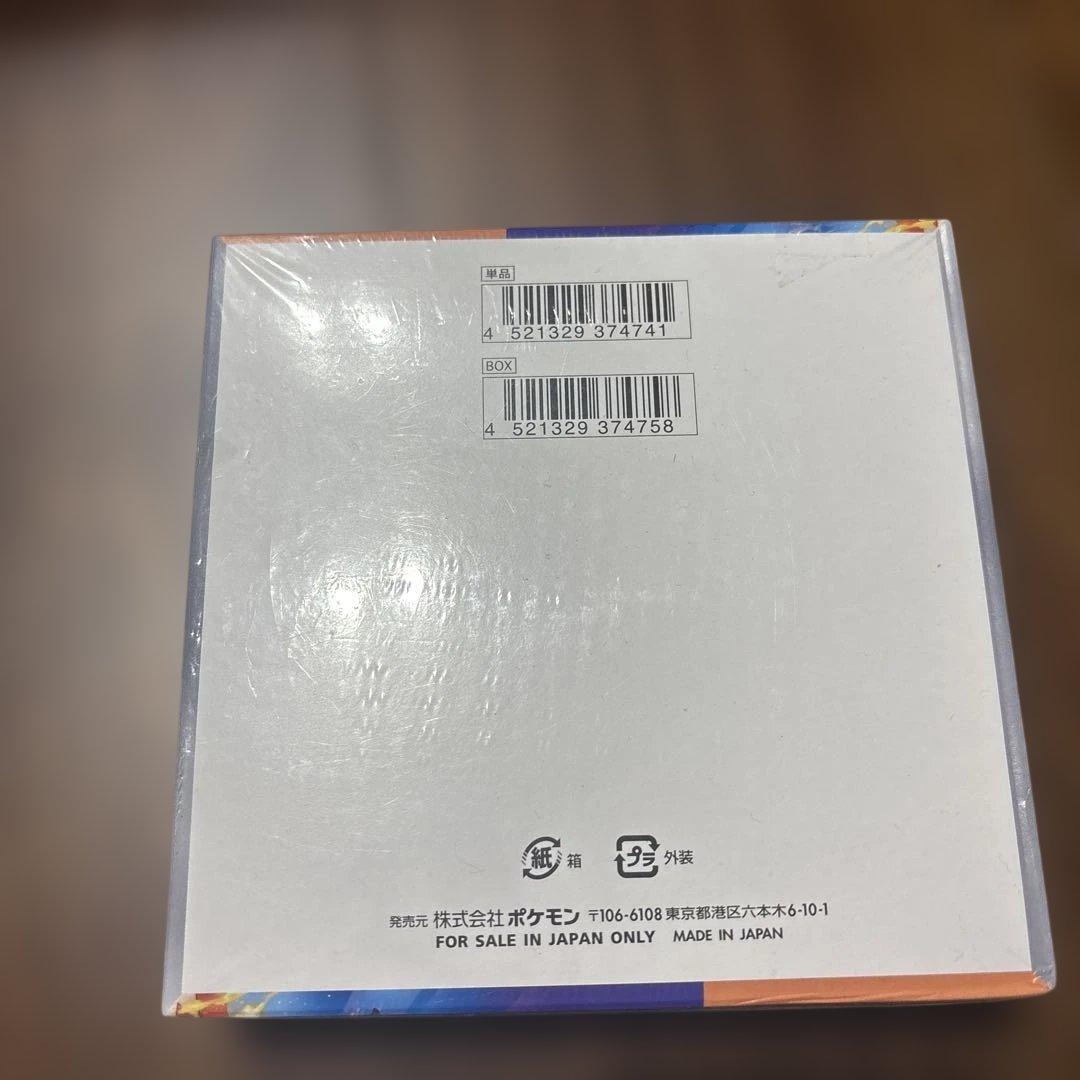 単品
4 521329 374741
BOX
4 521329 374758
紙 箱 プラ 外装
発売元 株式会社 ポケモン 〒106-6108 東京都港区六本木6-10-1
FOR SALE IN JAPAN ONLY MADE IN JAPAN